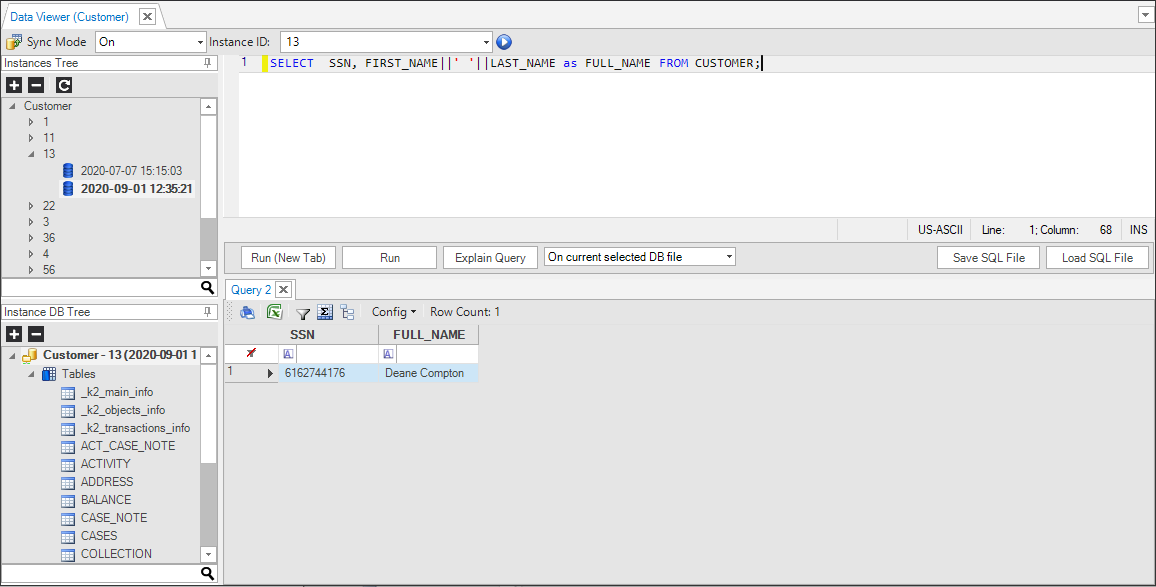 Data Viewer (Customer)
Sync Mode On Instance ID: 13
Instances Tree
Customer
1
11
13
2020-07-07 15:15:03
2020-09-01 12:35:21
22
3
36
4
56
Instance DB Tree
Customer - 13 (2020-09-01 1
Tables
_k2_main_info
_k2_objects_info
_k2_transactions_info
ACT_CASE_NOTE
ACTIVITY
ADDRESS
BALANCE
CASE_NOTE
CASES
COLLECTION
1 SELECT  SSN, FIRST_NAME||' '||LAST_NAME as FULL_NAME FROM CUSTOMER;
US-ASCII Line: 1; Column: 68 INS
Run (New Tab) Run Explain Query On current selected DB file Save SQL File Load SQL File
Query 2
Config Row Count: 1
SSN FULL_NAME
A A
1 6162744176 Deane Compton